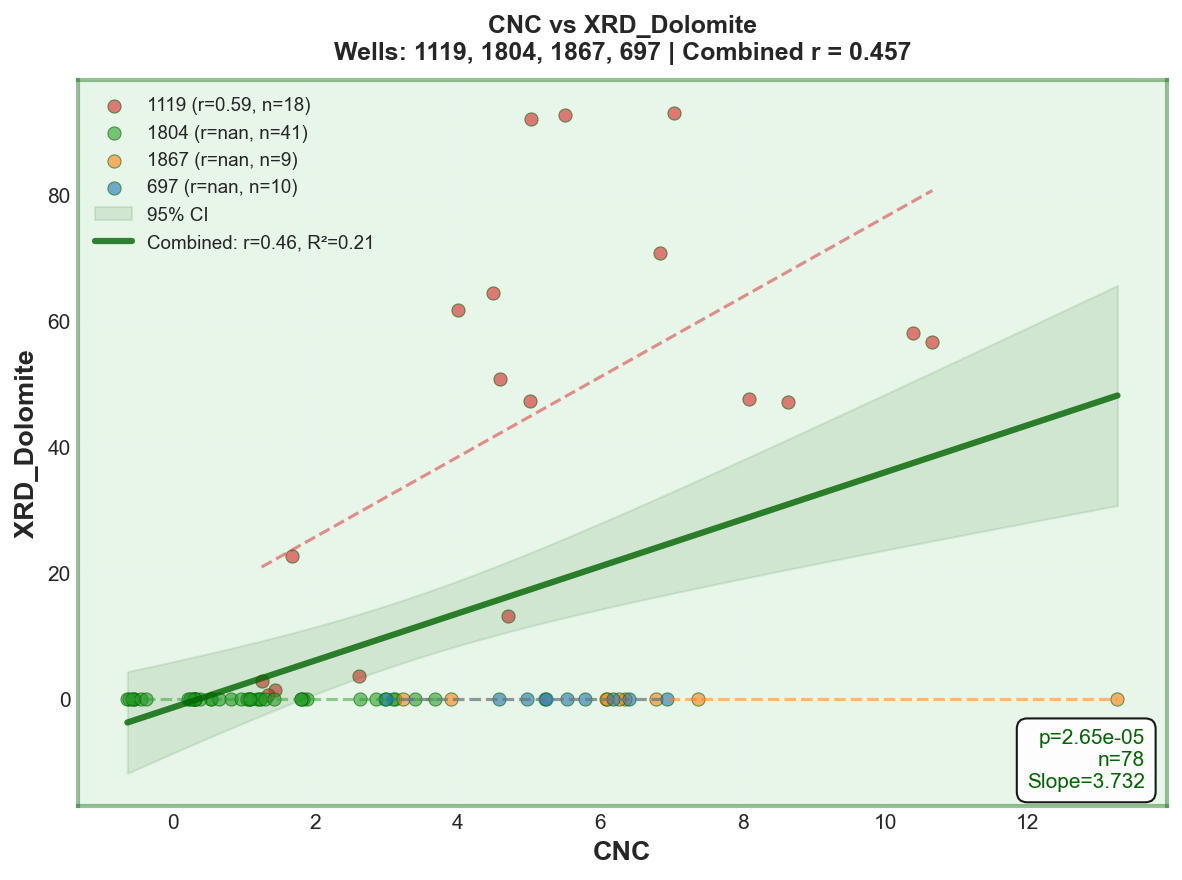 CNC vs XRD_Dolomite
Wells: 1119, 1804, 1867, 697 | Combined r = 0.457
1119 (r=0.59, n=18)
1804 (r=nan, n=41)
1867 (r=nan, n=9)
697 (r=nan, n=10)
95% CI
Combined: r=0.46, R²=0.21
XRD_Dolomite
80
60
40
20
0
p=2.65e-05
n=78
Slope=3.732
0 2 4 6 8 10 12
CNC